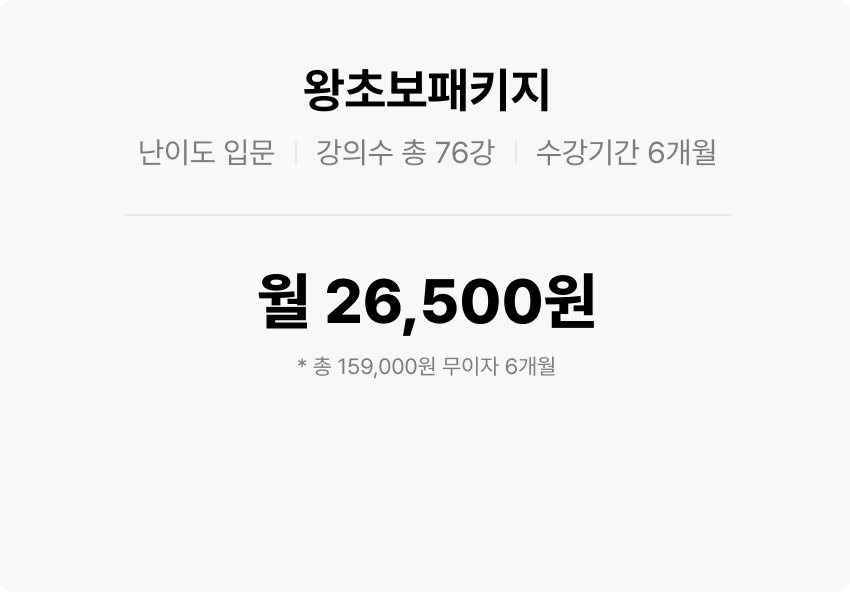 왕초보패키지
난이도 입문 | 강의수 총 76강 | 수강기간 6개월
월 26,500원
* 총 159,000원 무이자 6개월